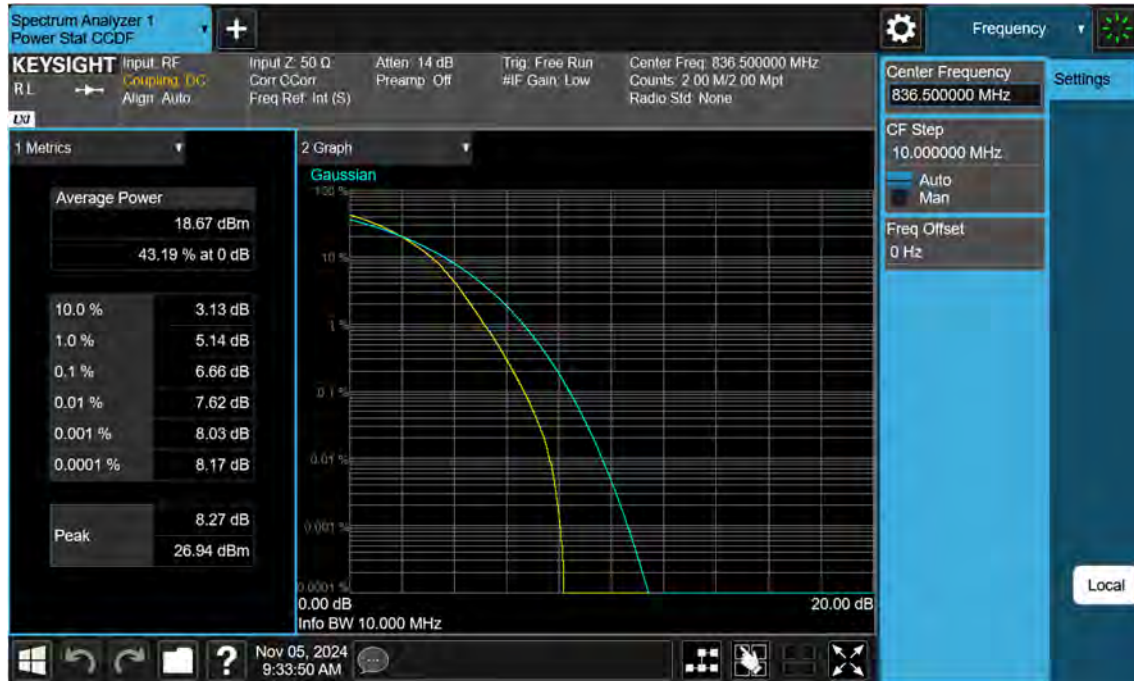 Spectrum Analyzer 1
Power Stat CCDF
Frequency
KEYSIGHT
RL
LXI
Input: RF
Coupling: DC
Align: Auto
Input Z: 50 Ω
Corr CCorr
Freq Ref: Int (S)
Atten: 14 dB
Preamp: Off
Trig: Free Run
#IF Gain: Low
Center Freq: 836.500000 MHz
Counts: 2.00 M/2.00 Mpt
Radio Std: None
Center Frequency
836.500000 MHz
Settings
CF Step
10.000000 MHz
Auto
Man
Freq Offset
0 Hz
Local
1 Metrics
Average Power
18.67 dBm
43.19 % at 0 dB
10.0 % 3.13 dB
1.0 % 5.14 dB
0.1 % 6.66 dB
0.01 % 7.62 dB
0.001 % 8.03 dB
0.0001 % 8.17 dB
Peak
8.27 dB
26.94 dBm
2 Graph
Gaussian
100 %
10 %
1 %
0.1 %
0.01 %
0.001 %
0.0001 %
0.00 dB
20.00 dB
Info BW 10.000 MHz
?
Nov 05, 2024
9:33:50 AM